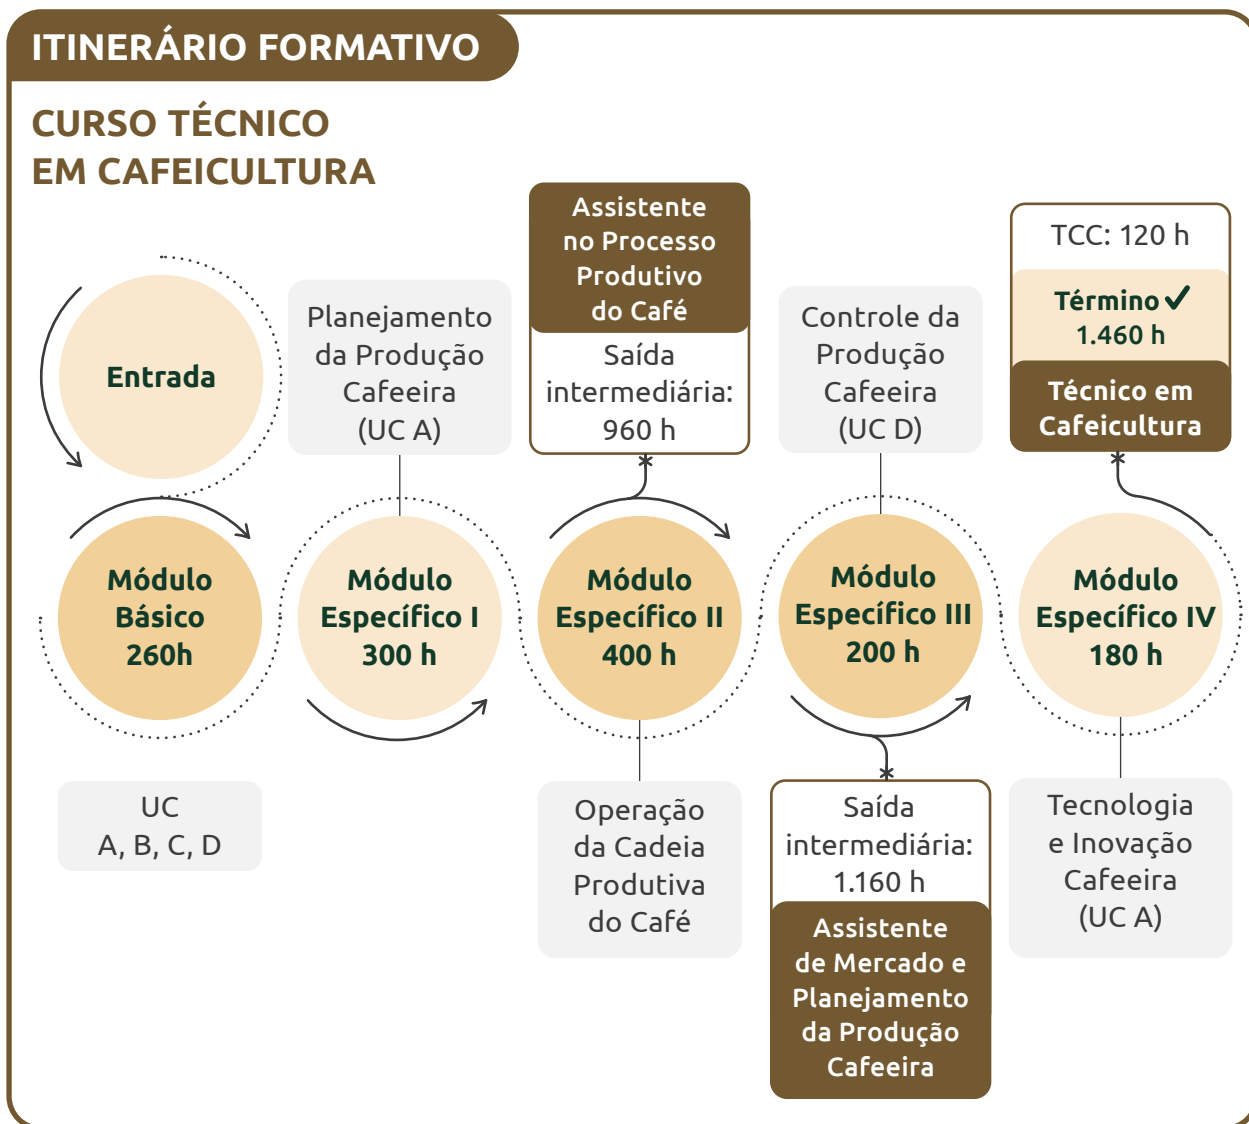 ITINERÁRIO FORMATIVO
CURSO TÉCNICO
EM CAFEICULTURA
Entrada
Módulo
Básico
260h
UC
A, B, C, D
Planejamento
da Produção
Cafeeira
(UC A)
Módulo
Específico I
300 h
Assistente
no Processo
Produtivo
do Café
Saída
intermediária:
960 h
Módulo
Específico II
400 h
Operação
da Cadeia
Produtiva
do Café
Controle da
Produção
Cafeeira
(UC D)
Módulo
Específico III
200 h
Saída
intermediária:
1.160 h
Assistente
de Mercado e
Planejamento
da Produção
Cafeeira
TCC: 120 h
Término ✓
1.460 h
Técnico em
Cafeicultura
Módulo
Específico IV
180 h
Tecnologia
e Inovação
Cafeeira
(UC A)